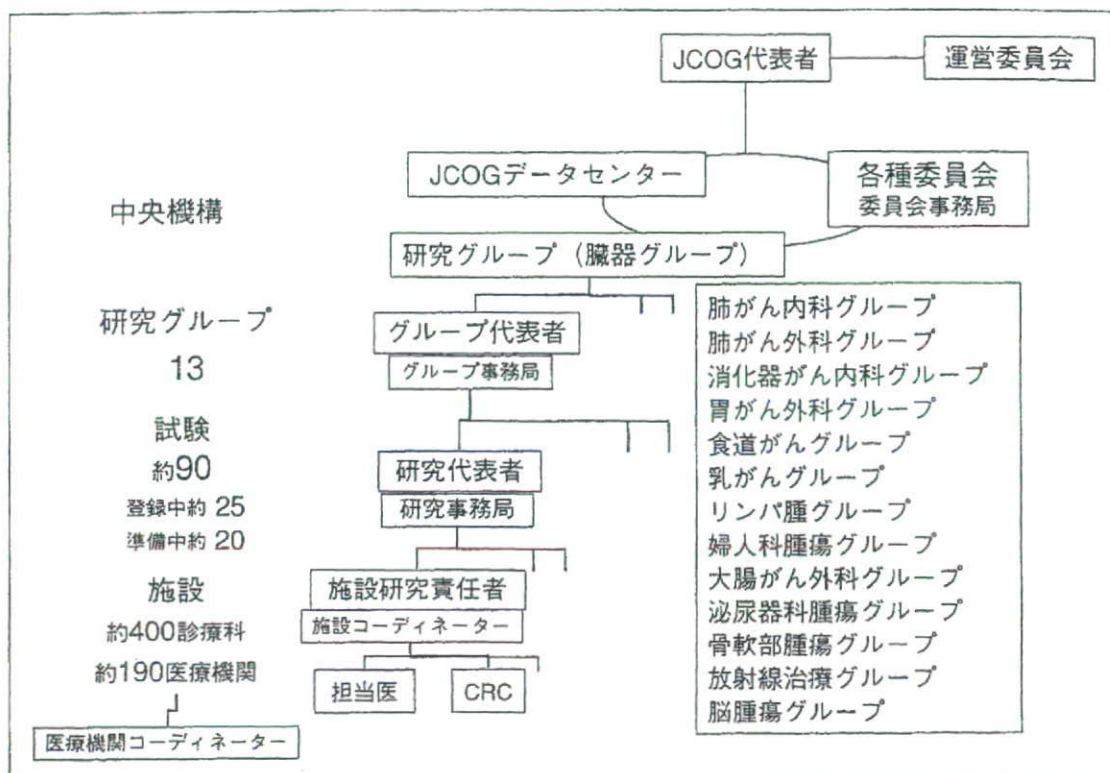 JCOG代表者
運営委員会
JCOGデータセンター
各種委員会
委員会事務局
中央機構
研究グループ（臓器グループ）
研究グループ
13
グループ代表者
グループ事務局
試験
約90
登録中約 25
準備中約 20
研究代表者
研究事務局
施設
約400診療科
約190医療機関
施設研究責任者
施設コーディネーター
担当医
CRC
医療機関コーディネーター
肺がん内科グループ
肺がん外科グループ
消化器がん内科グループ
胃がん外科グループ
食道がんグループ
乳がんグループ
リンパ腫グループ
婦人科腫瘍グループ
大腸がん外科グループ
泌尿器科腫瘍グループ
骨軟部腫瘍グループ
放射線治療グループ
脳腫瘍グループ